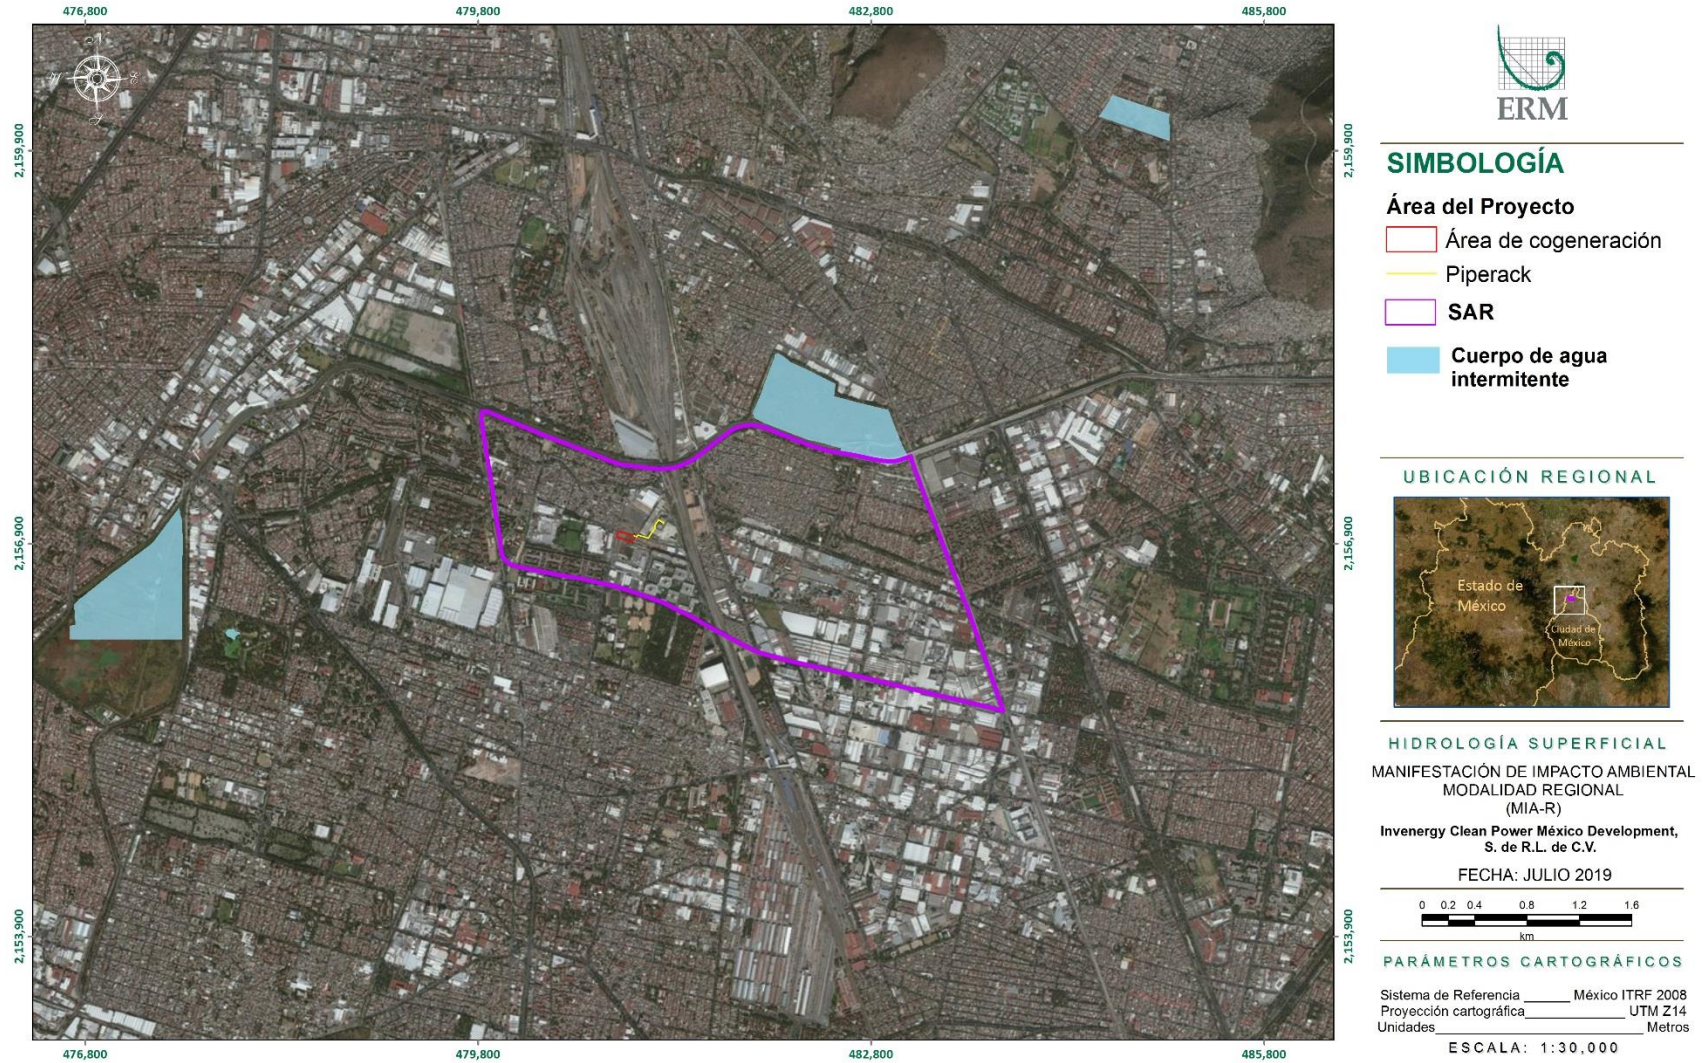 476,800
479,800
482,800
485,800
2,159,900
2,159,900
2,156,900
2,156,900
2,153,900
2,153,900
476,800
479,800
482,800
485,800
ERM
SIMBOLOGÍA
Área del Proyecto
Área de cogeneración
Piperack
SAR
Cuerpo de agua
intermitente
UBICACIÓN REGIONAL
Estado de
México
Ciudad de
México
HIDROLOGÍA SUPERFICIAL
MANIFESTACIÓN DE IMPACTO AMBIENTAL
MODALIDAD REGIONAL
(MIA-R)
Invenergy Clean Power México Development,
S. de R.L. de C.V.
FECHA: JULIO 2019
0 0.2 0.4 0.8 1.2 1.6
km
PARÁMETROS CARTOGRÁFICOS
Sistema de Referencia ______ México ITRF 2008
Proyección cartográfica____________ UTM Z14
Unidades_________________________ Metros
ESCALA: 1:30,000